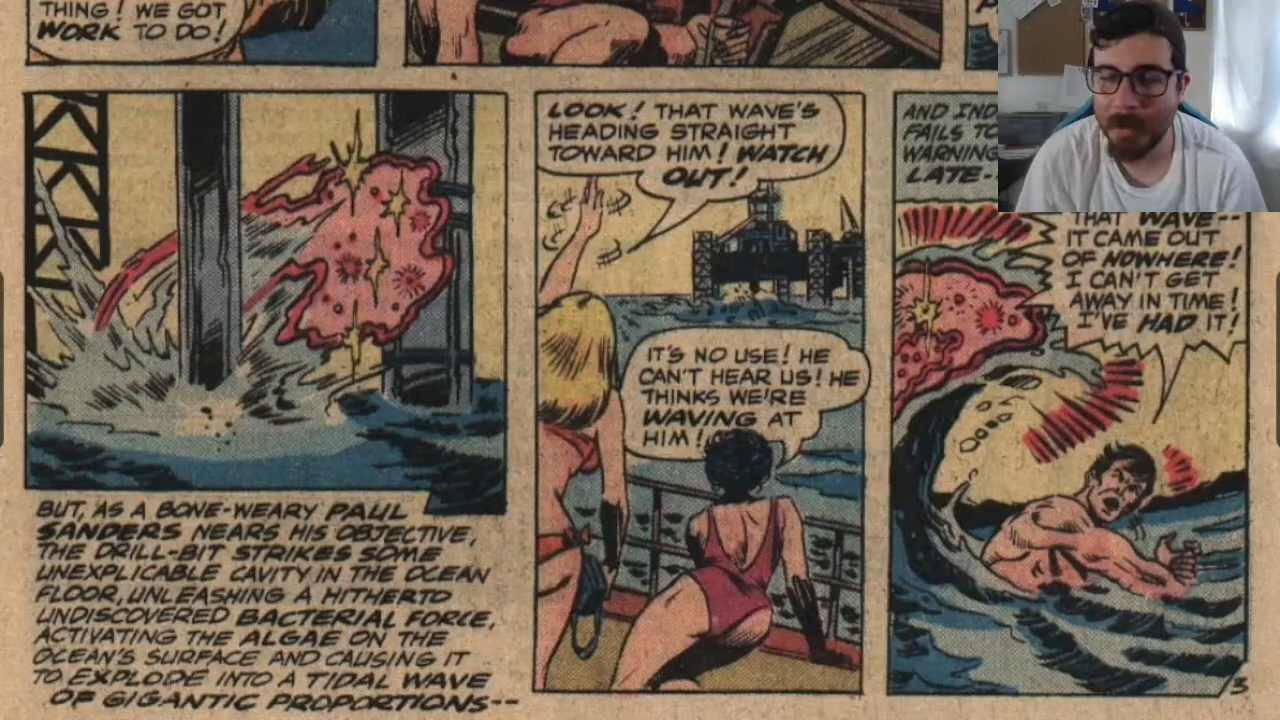 THING! WE GOT
WORK TO DO!
BUT, AS A BONE-WEARY PAUL
SANDERS NEARS HIS OBJECTIVE,
THE DRILL-BIT STRIKES SOME
UNEXPLICABLE CAVITY IN THE OCEAN
FLOOR, UNLEASHING A HITHERTO
UNDISCOVERED BACTERIAL FORCE,
ACTIVATING THE ALGAE ON THE
OCEAN'S SURFACE AND CAUSING IT
TO EXPLODE INTO A TIDAL WAVE
OF GIGANTIC PROPORTIONS--
LOOK! THAT WAVE'S
HEADING STRAIGHT
TOWARD HIM! WATCH
OUT!
IT'S NO USE! HE
CAN'T HEAR US! HE
THINKS WE'RE
WAVING AT
HIM!
AND IND
FAILS TO
WARNING
LATE-
THAT WAVE--
IT CAME OUT
OF NOWHERE!
I CAN'T GET
AWAY IN TIME!
I'VE HAD IT!
3